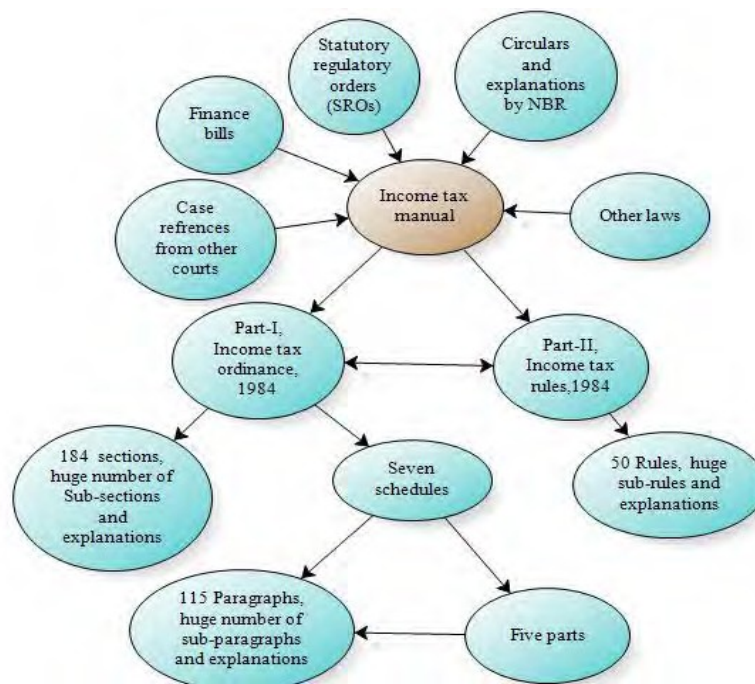 Statutory
regulatory
orders
(SROs)
Circulars
and
explanations
by NBR
Finance
bills
Income tax
manual
Case
refrences
from other
courts
Other laws
Part-I,
Income tax
ordinance,
1984
Part-II,
Income tax
rules,1984
184 sections,
huge number of
Sub-sections
and
explanations
Seven
schedules
50 Rules, huge
sub-rules and
explanations
115 Paragraphs,
huge number of
sub-paragraphs
and explanations
Five parts